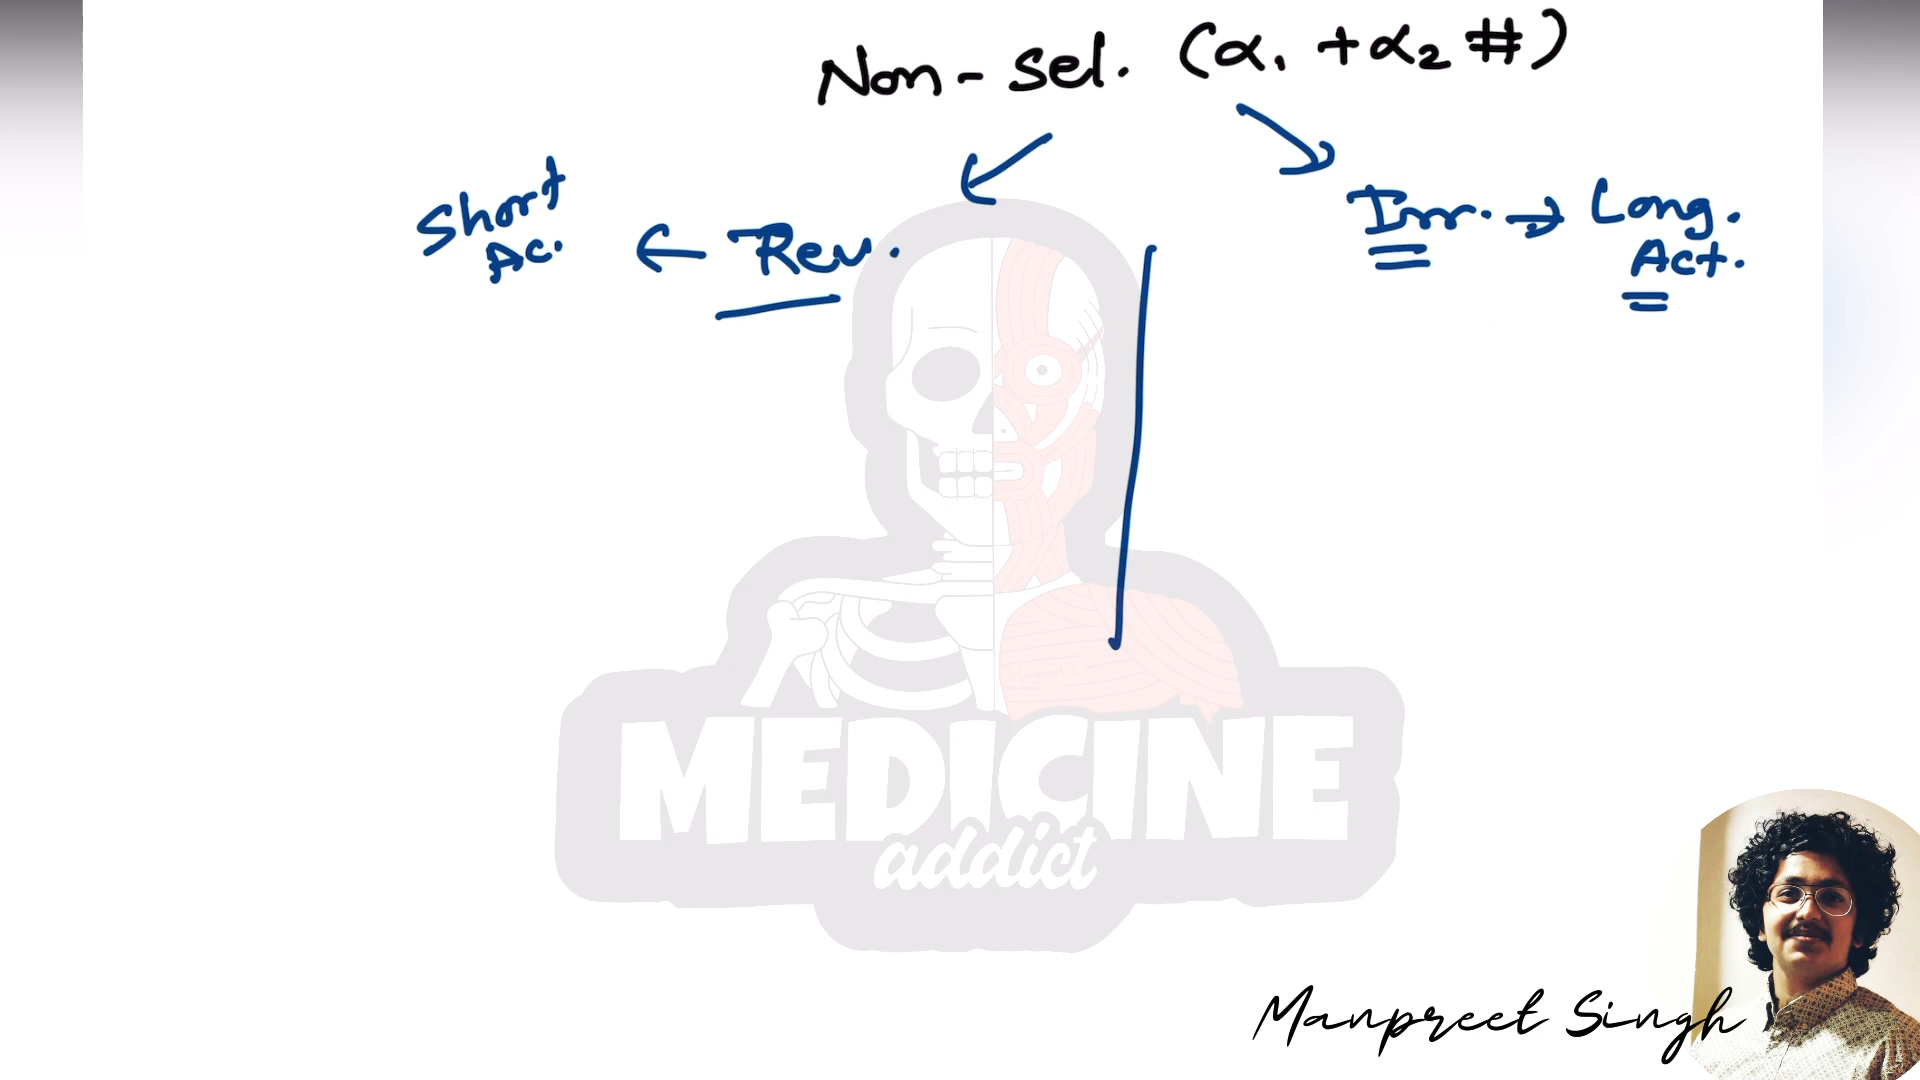 Non-sel. (α₁ + α₂ #)
Short Ac. ← Rev.
Irr. → Long. Act.
MEDICINE
addict
Manpreet Singh